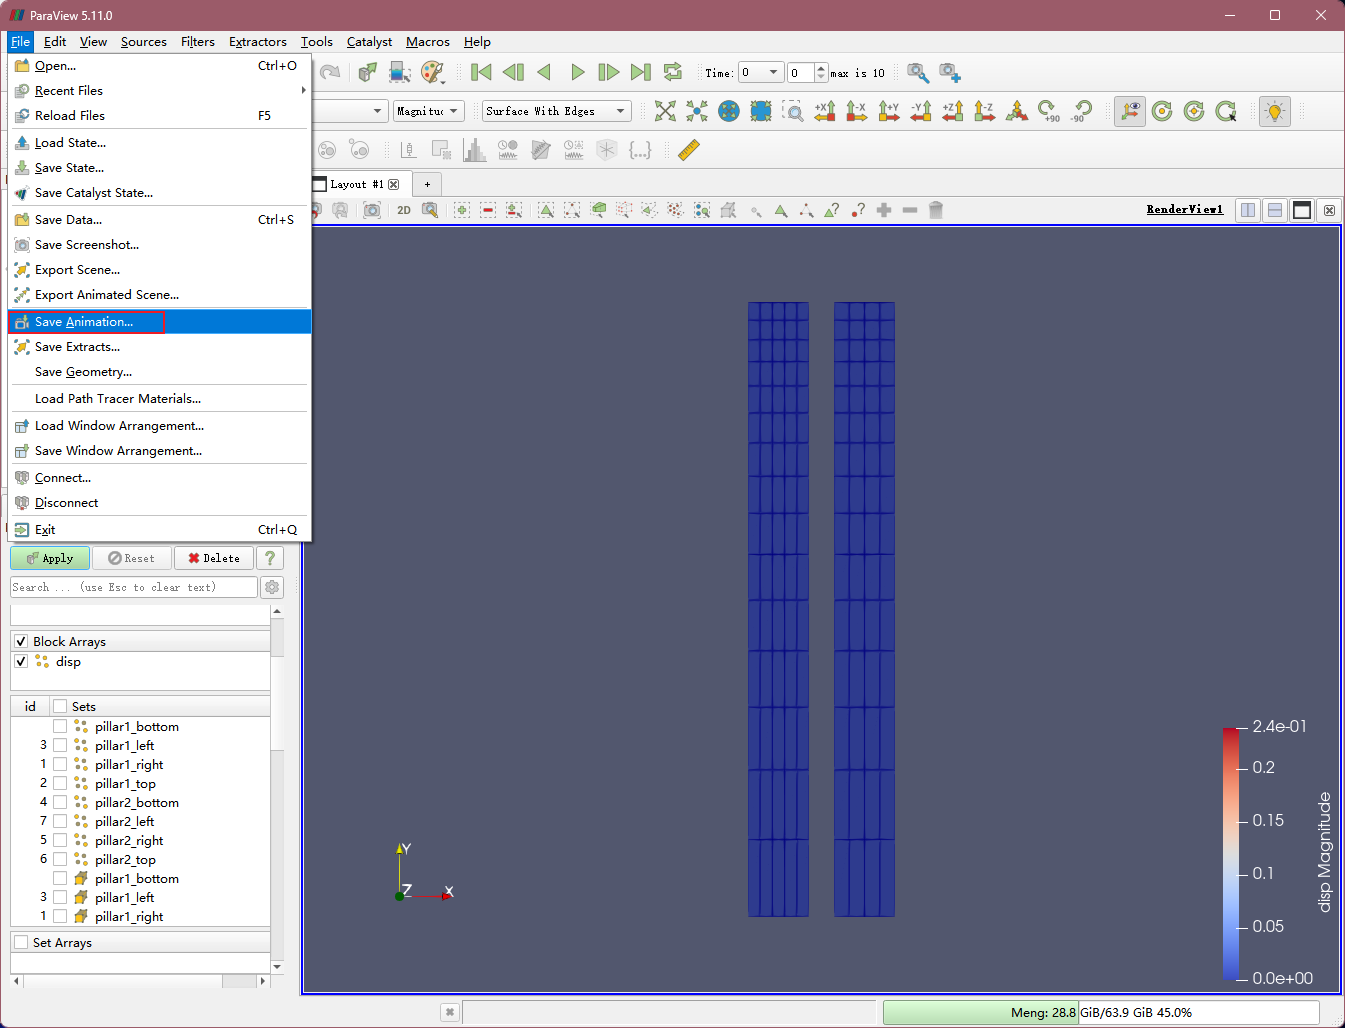 ParaView 5.11.0
File Edit View Sources Filters Extractors Tools Catalyst Macros Help
Open... Ctrl+O
Recent Files
Reload Files F5
Load State...
Save State...
Save Catalyst State...
Save Data... Ctrl+S
Save Screenshot...
Export Scene...
Export Animated Scene...
Save Animation...
Save Extracts...
Save Geometry...
Load Path Tracer Materials...
Load Window Arrangement...
Save Window Arrangement...
Connect...
Disconnect
Exit Ctrl+Q
Time: 0 0 max is 10
Surface With Edges
+X -X +Y -Y +Z -Z +90 -90
Layout #1 +
2D
RenderView1
Apply Reset Delete ?
Search ... (use Esc to clear text)
Block Arrays
disp
id Sets
pillar1_bottom
3 pillar1_left
1 pillar1_right
2 pillar1_top
4 pillar2_bottom
7 pillar2_left
5 pillar2_right
6 pillar2_top
pillar1_bottom
3 pillar1_left
1 pillar1_right
Set Arrays
Y
Z
X
2.4e-01
0.2
0.15
0.1
0.05
0.0e+00
disp Magnitude
Meng: 28.8 GiB/63.9 GiB 45.0%